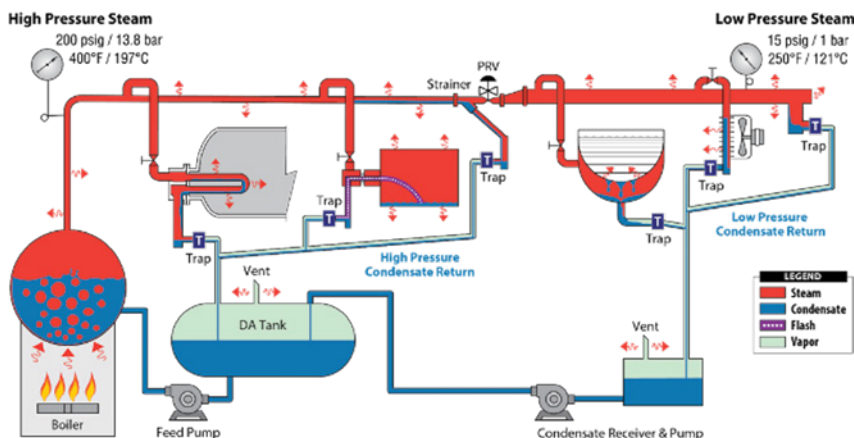 High Pressure Steam
200 psig / 13.8 bar
400°F / 197°C
Low Pressure Steam
15 psig / 1 bar
250°F / 121°C
PRV
Strainer
T
Trap
T
Trap
T
Trap
T
Trap
T
Trap
T
Trap
High Pressure
Condensate Return
Low Pressure
Condensate Return
LEGEND
Steam
Condensate
Flash
Vapor
Vent
DA Tank
Vent
Boiler
Feed Pump
Condensate Receiver & Pump